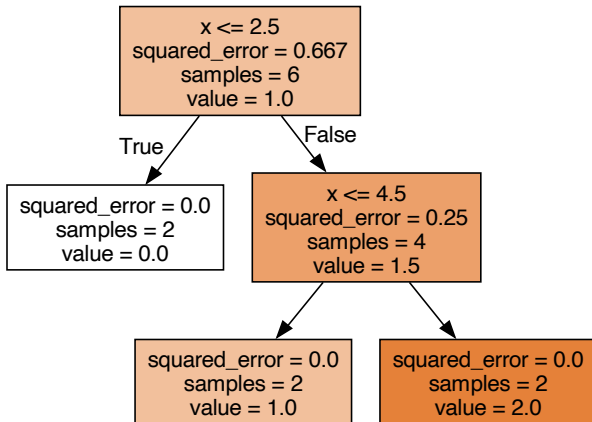 x <= 2.5
squared_error = 0.667
samples = 6
value = 1.0
True
False
squared_error = 0.0
samples = 2
value = 0.0
x <= 4.5
squared_error = 0.25
samples = 4
value = 1.5
squared_error = 0.0
samples = 2
value = 1.0
squared_error = 0.0
samples = 2
value = 2.0